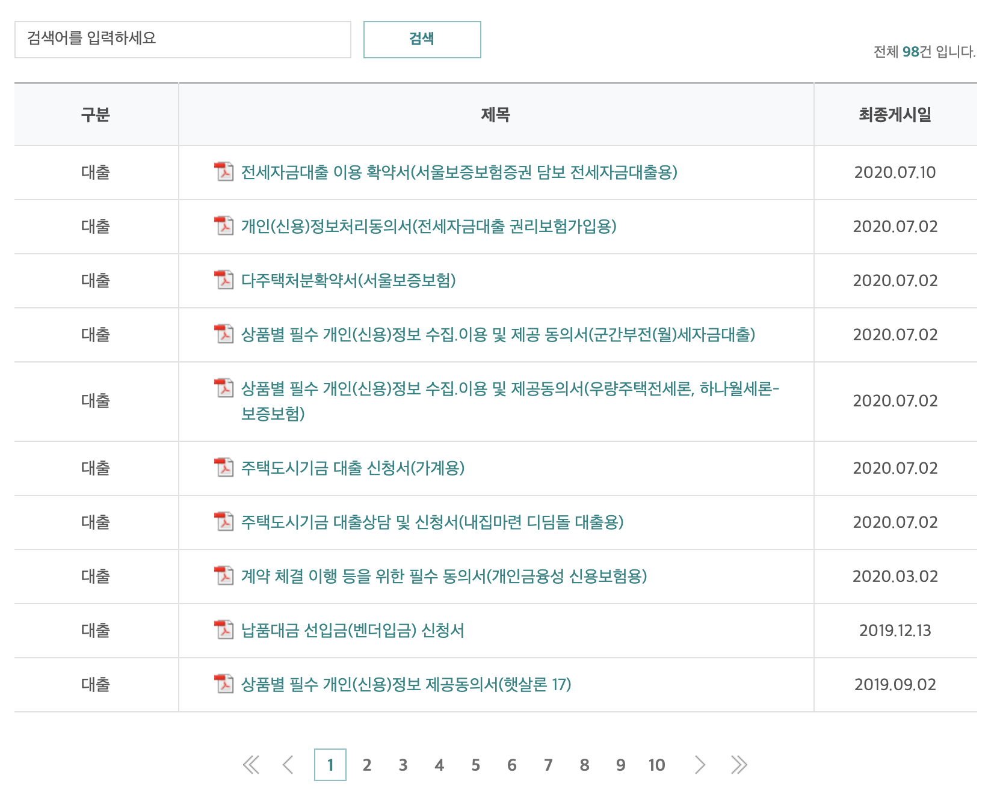 검색어를 입력하세요 검색
전체 98건 입니다.
구분 제목 최종게시일
대출 전세자금대출 이용 확약서(서울보증보험증권 담보 전세자금대출용) 2020.07.10
대출 개인(신용)정보처리동의서(전세자금대출 권리보험가입용) 2020.07.02
대출 다주택처분확약서(서울보증보험) 2020.07.02
대출 상품별 필수 개인(신용)정보 수집.이용 및 제공 동의서(군간부전(월)세자금대출) 2020.07.02
대출 상품별 필수 개인(신용)정보 수집.이용 및 제공동의서(우량주택전세론, 하나월세론-
보증보험) 2020.07.02
대출 주택도시기금 대출 신청서(가계용) 2020.07.02
대출 주택도시기금 대출상담 및 신청서(내집마련 디딤돌 대출용) 2020.07.02
대출 계약 체결 이행 등을 위한 필수 동의서(개인금융성 신용보험용) 2020.03.02
대출 납품대금 선입금(벤더입금) 신청서 2019.12.13
대출 상품별 필수 개인(신용)정보 제공동의서(햇살론 17) 2019.09.02
1 2 3 4 5 6 7 8 9 10